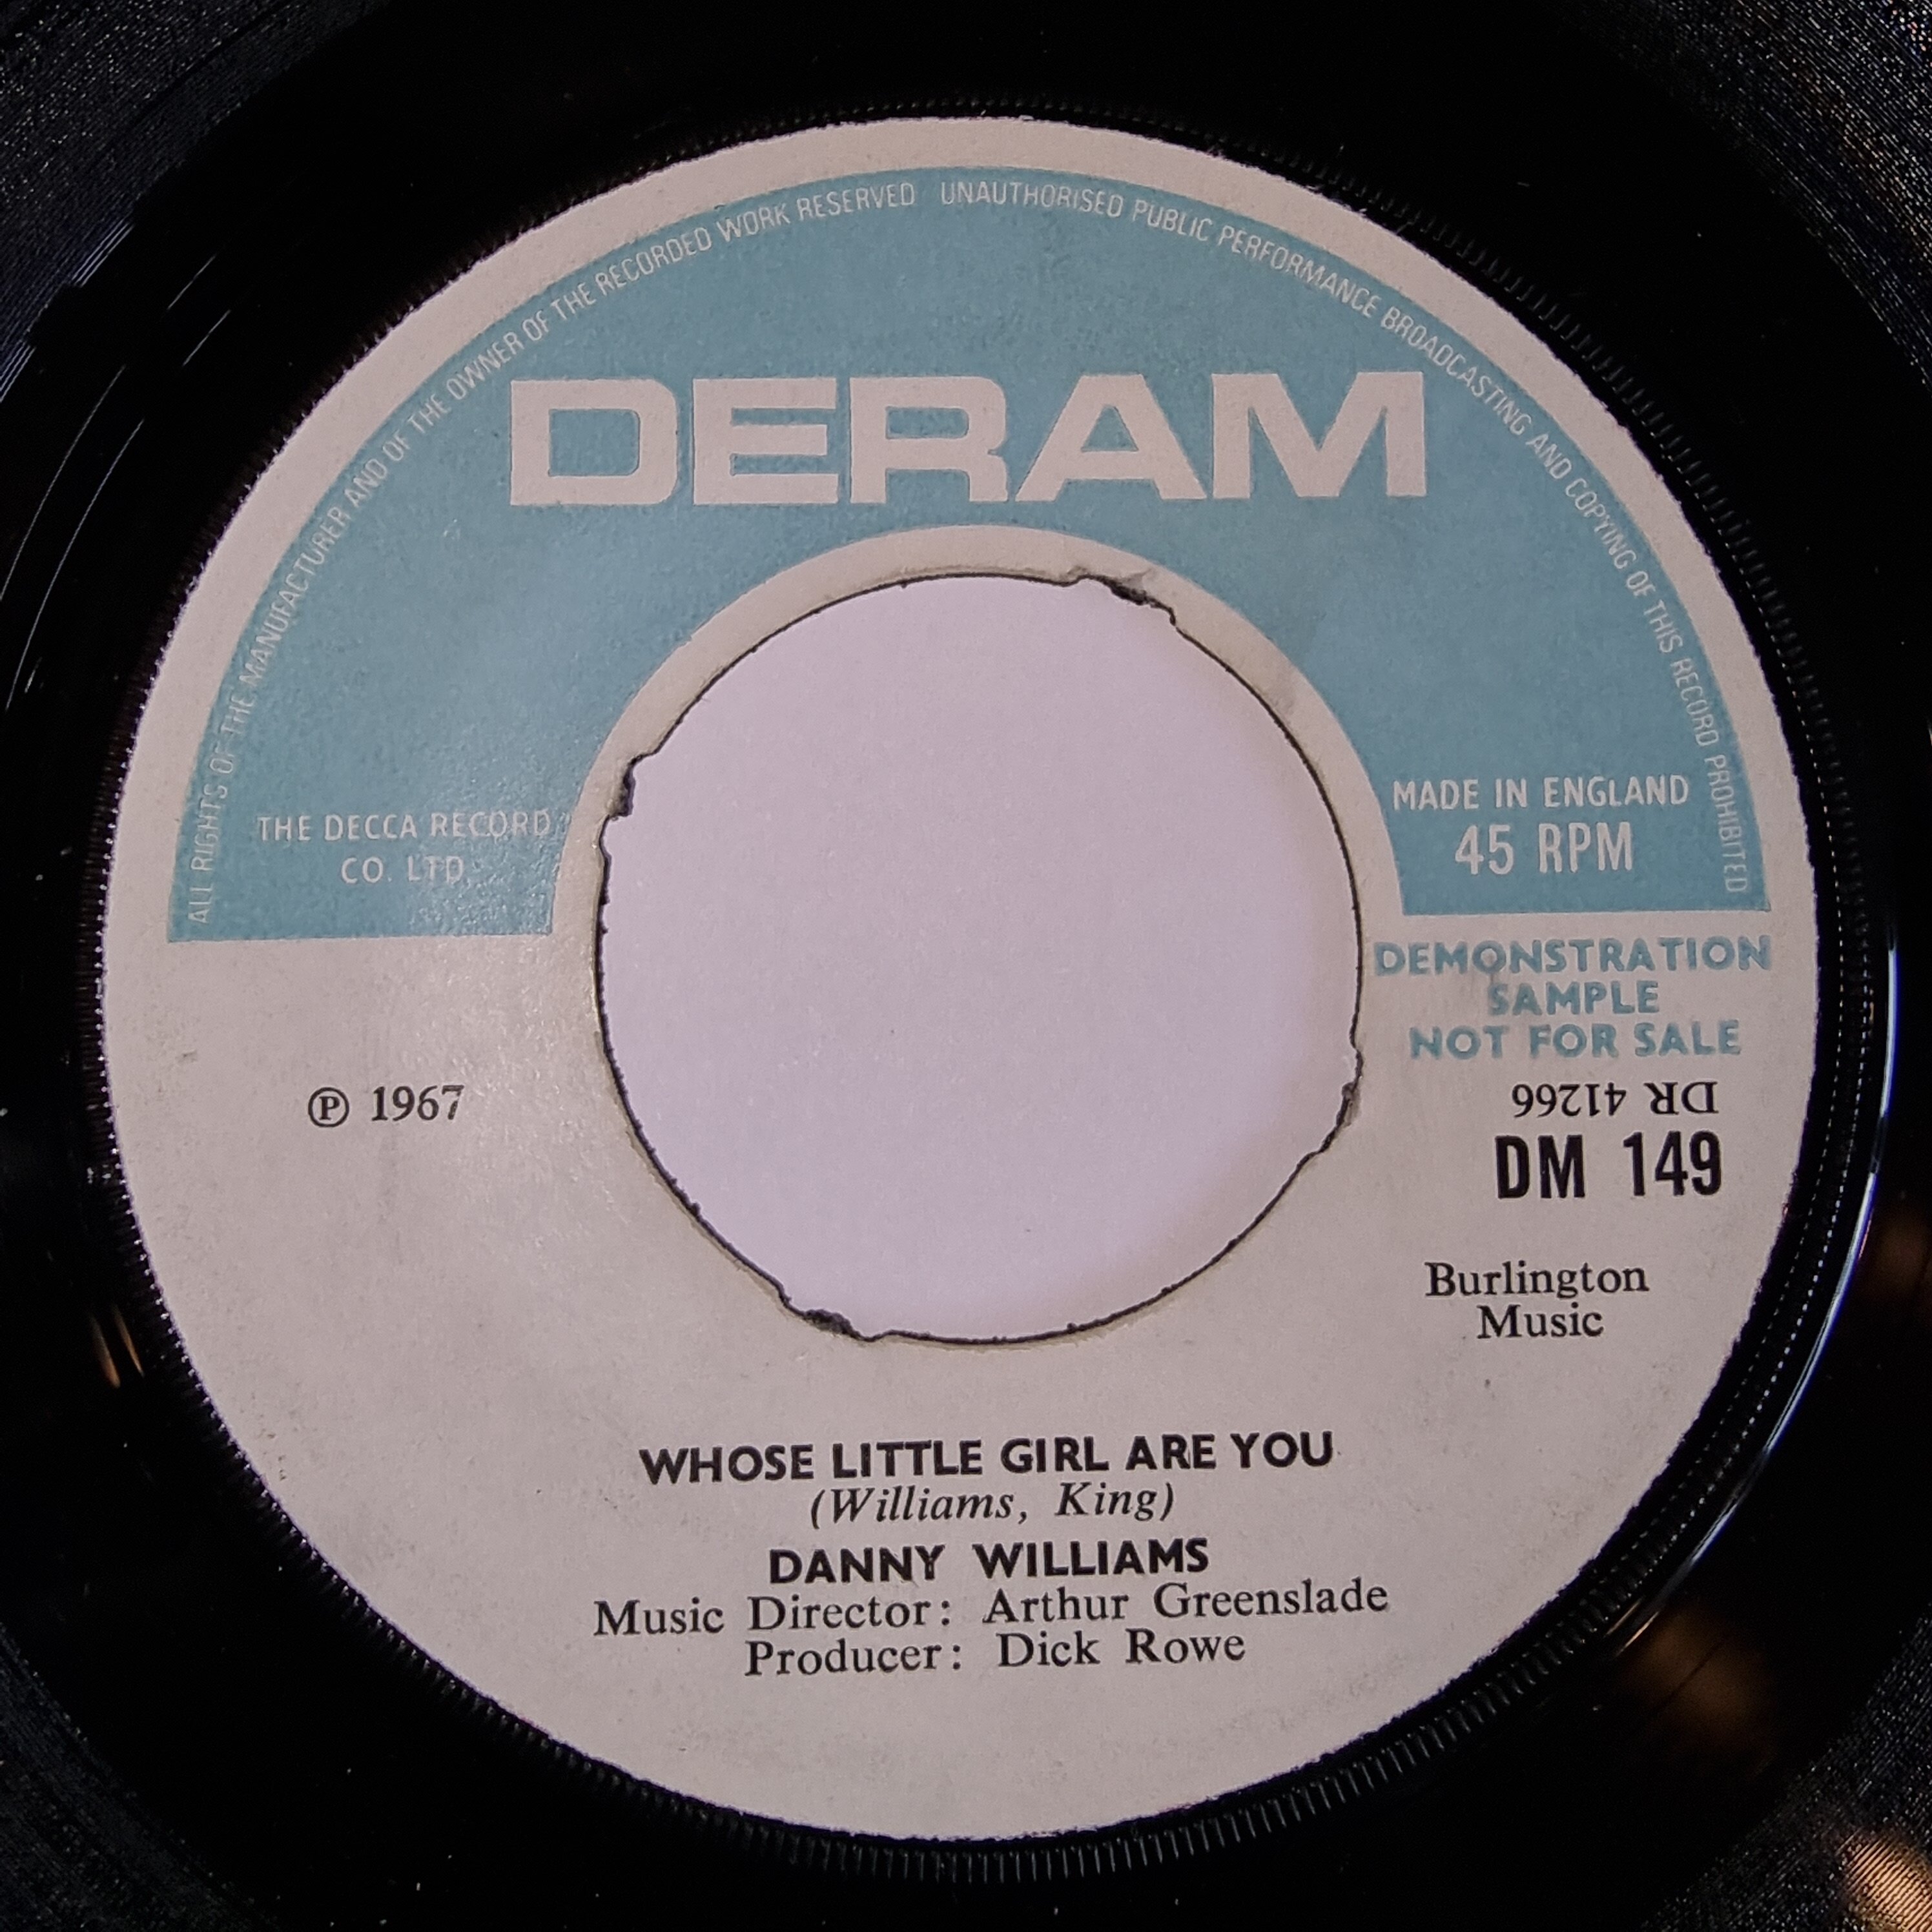 ALL RIGHTS OF THE MANUFACTURER AND OF THE OWNER OF THE RECORDED WORK RESERVED UNAUTHORISED PUBLIC PERFORMANCE BROADCASTING AND COPYING OF THIS RECORD PROHIBITED
DERAM
THE DECCA RECORD
CO. LTD.
MADE IN ENGLAND
45 RPM
DEMONSTRATION
SAMPLE
NOT FOR SALE
℗ 1967
DR 41266
DM 149
Burlington
Music
WHOSE LITTLE GIRL ARE YOU
(Williams, King)
DANNY WILLIAMS
Music Director: Arthur Greenslade
Producer: Dick Rowe